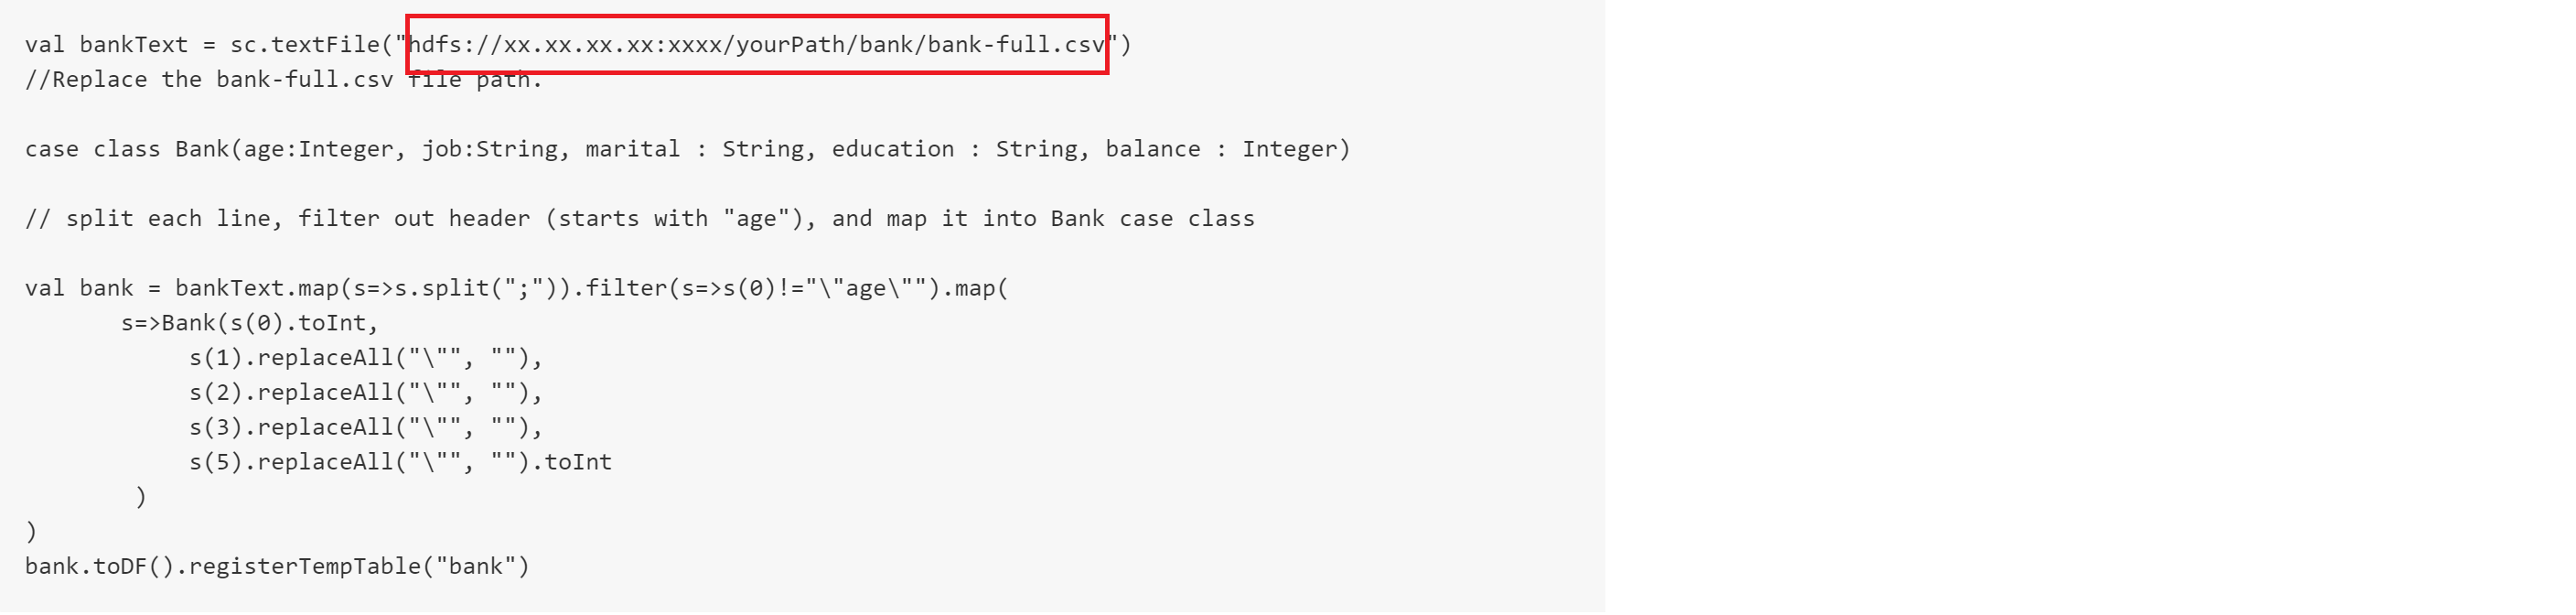 val bankText = sc.textFile("hdfs://xx.xx.xx.xx:xxxx/yourPath/bank/bank-full.csv")
//Replace the bank-full.csv file path.
case class Bank(age:Integer, job:String, marital : String, education : String, balance : Integer)
// split each line, filter out header (starts with "age"), and map it into Bank case class
val bank = bankText.map(s=>s.split(";")).filter(s=>s(0)!="\"age\"").map(
s=>Bank(s(0).toInt,
s(1).replaceAll("\"", ""),
s(2).replaceAll("\"", ""),
s(3).replaceAll("\"", ""),
s(5).replaceAll("\"", "").toInt
)
)
bank.toDF().registerTempTable("bank")